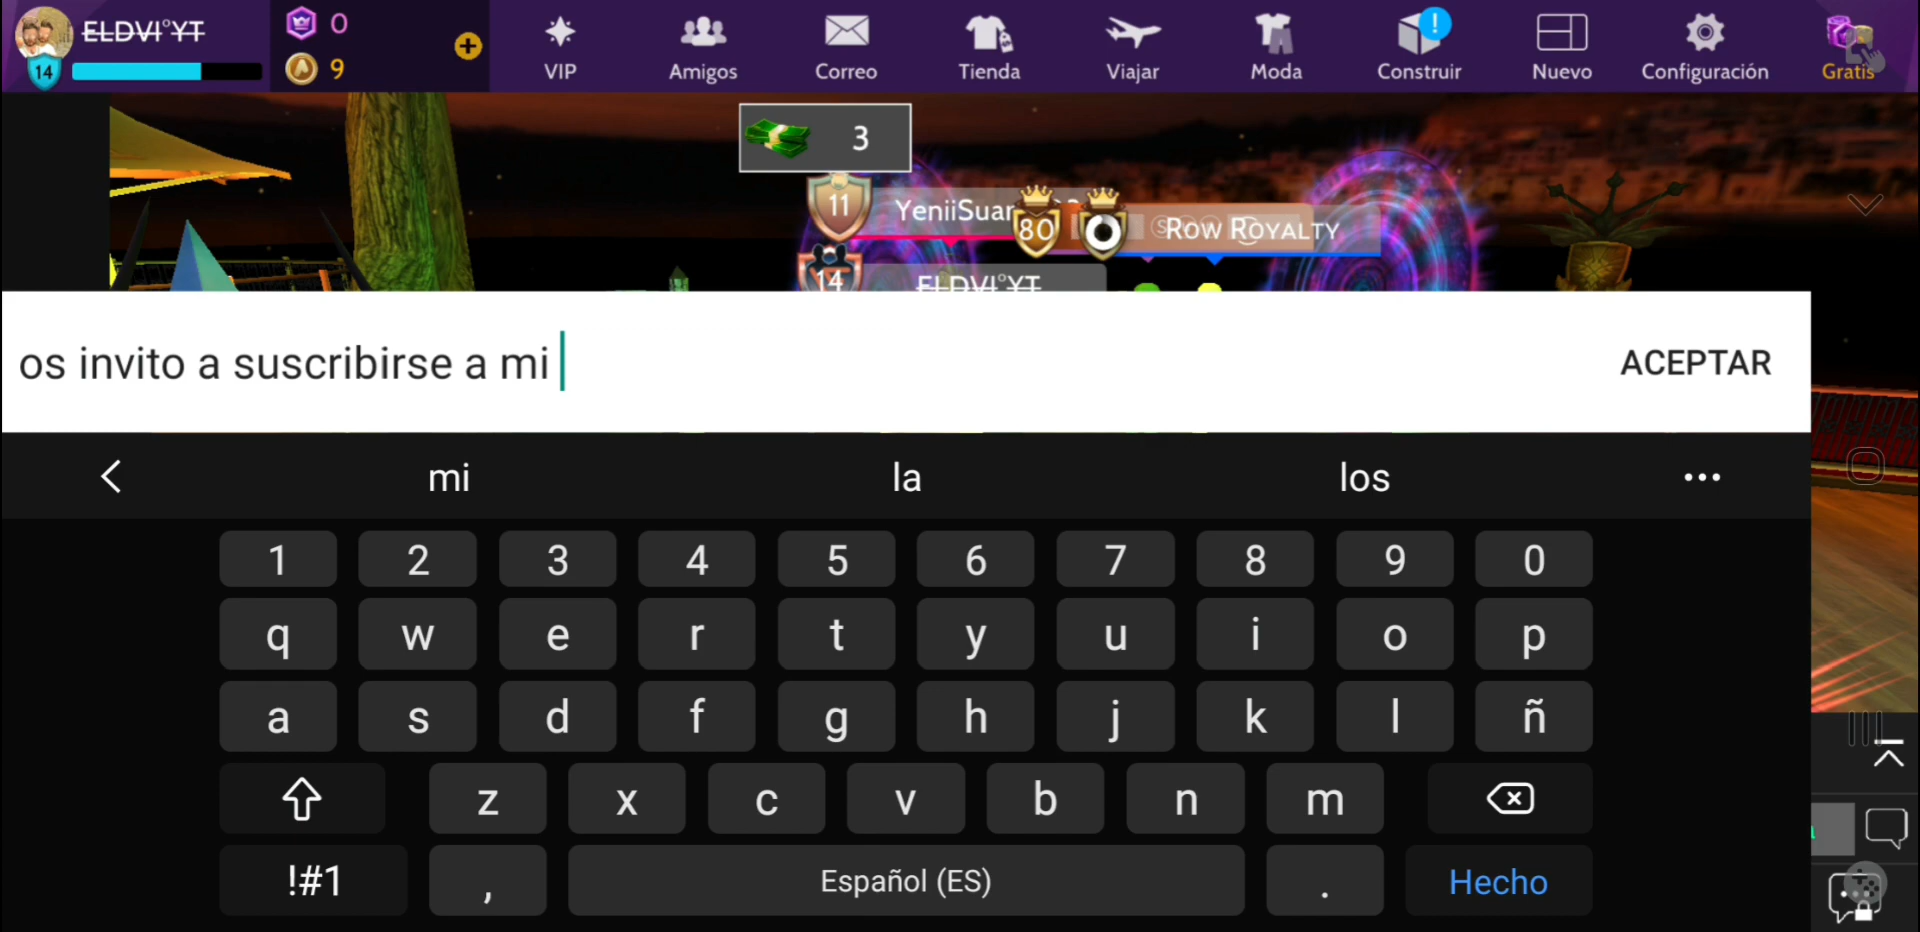 ELDVI°YT
14
0
9
VIP
Amigos
Correo
Tienda
Viajar
Moda
Construir
Nuevo
Configuración
Gratis
3
11
80
ROW ROYALTY
14
ELDVI°YT
os invito a suscribirse a mi
ACEPTAR
mi
la
los
1 2 3 4 5 6 7 8 9 0
q w e r t y u i o p
a s d f g h j k l ñ
z x c v b n m
!#1 , Español (ES) . Hecho